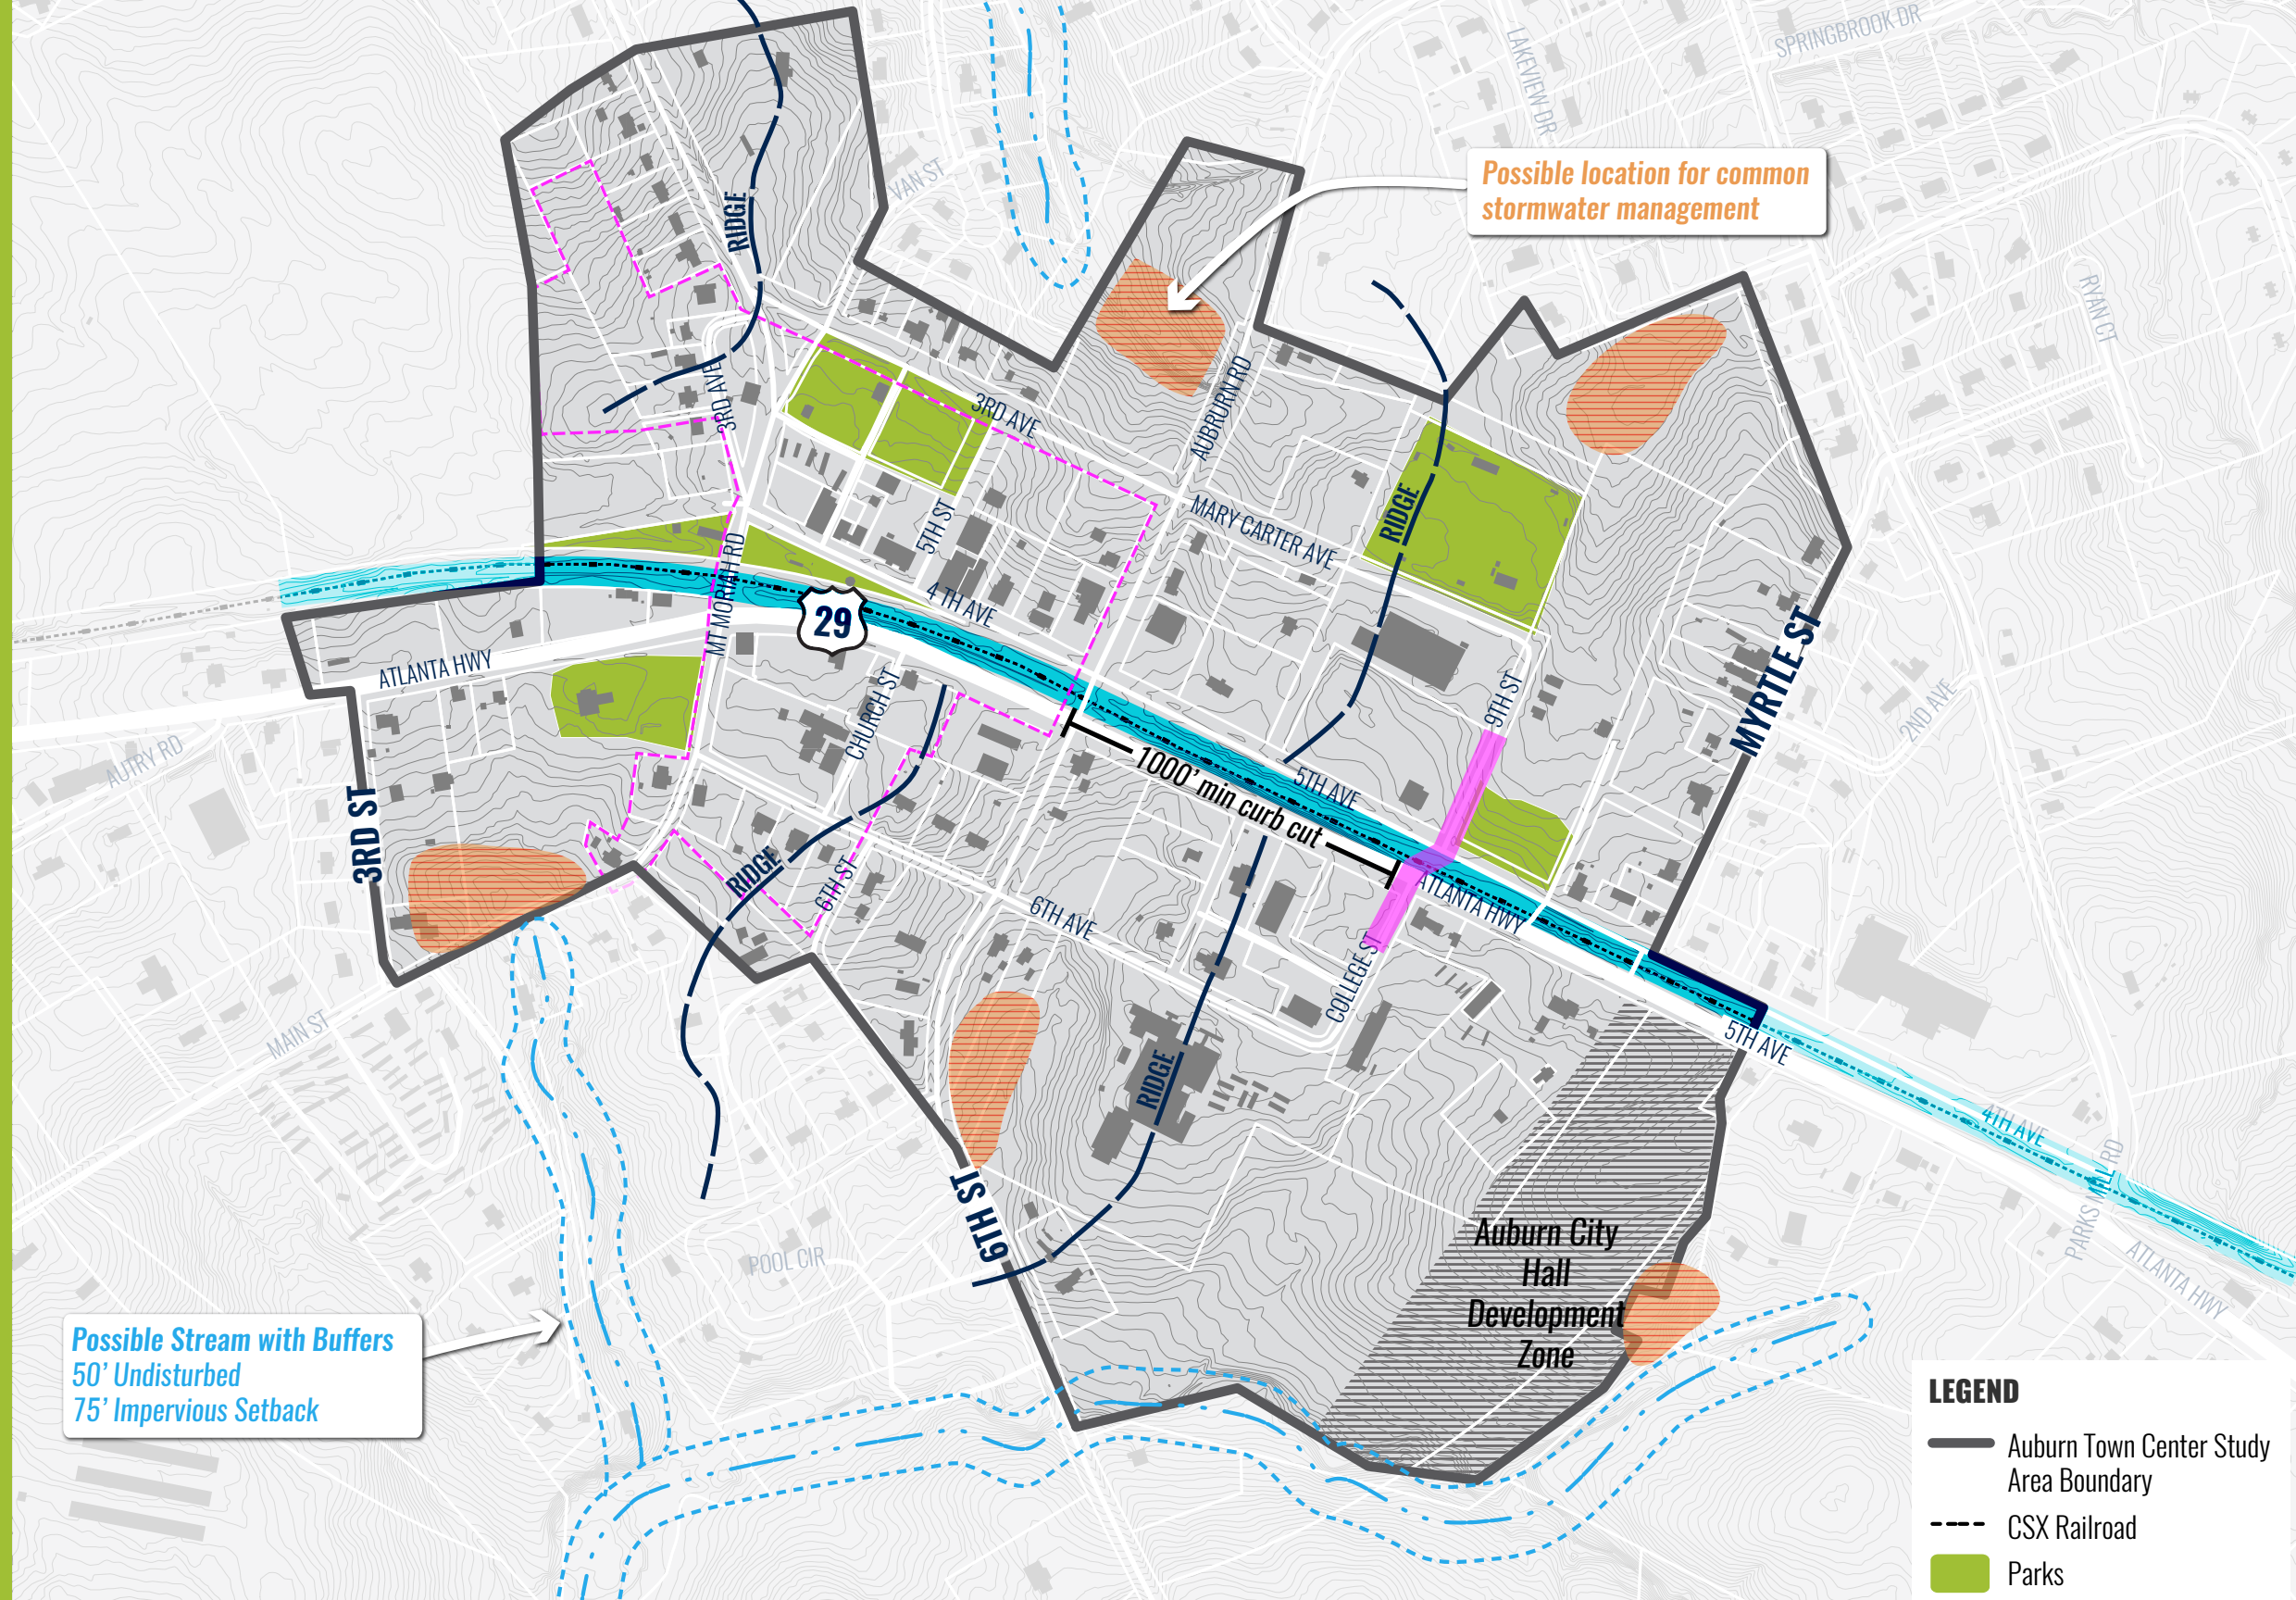 SPRINGBROOK DR
LAKEVIEW DR
VAN ST
Possible location for common
stormwater management
RIDGE
RYAN CT
3RD AVE
3RD AVE
AUBRURN RD
RIDGE
MARY CARTER AVE
5TH ST
MT MORIAH RD
4 TH AVE
29
ATLANTA HWY
CHURCH ST
9TH ST
MYRTLE ST
2ND AVE
AUTRY RD
1000' min curb cut
5TH AVE
3RD ST
RIDGE
6TH ST
6TH AVE
ATLANTA HWY
COLLEGE ST
MAIN ST
5TH AVE
RIDGE
4TH AVE
PARKS MILL RD
6TH ST
POOL CIR
ATLANTA HWY
Auburn City
Hall
Development
Zone
Possible Stream with Buffers
50' Undisturbed
75' Impervious Setback
LEGEND
Auburn Town Center Study
Area Boundary
CSX Railroad
Parks